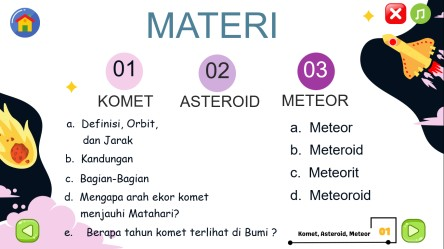 MATERI
01
02
03
KOMET
ASTEROID
METEOR
a. Definisi, Orbit,
dan Jarak
b. Kandungan
c. Bagian-Bagian
d. Mengapa arah ekor komet
menjauhi Matahari?
e. Berapa tahun komet terlihat di Bumi ?
a. Meteor
b. Meteroid
c. Meteorit
d. Meteoroid
Komet, Asteroid, Meteor
01